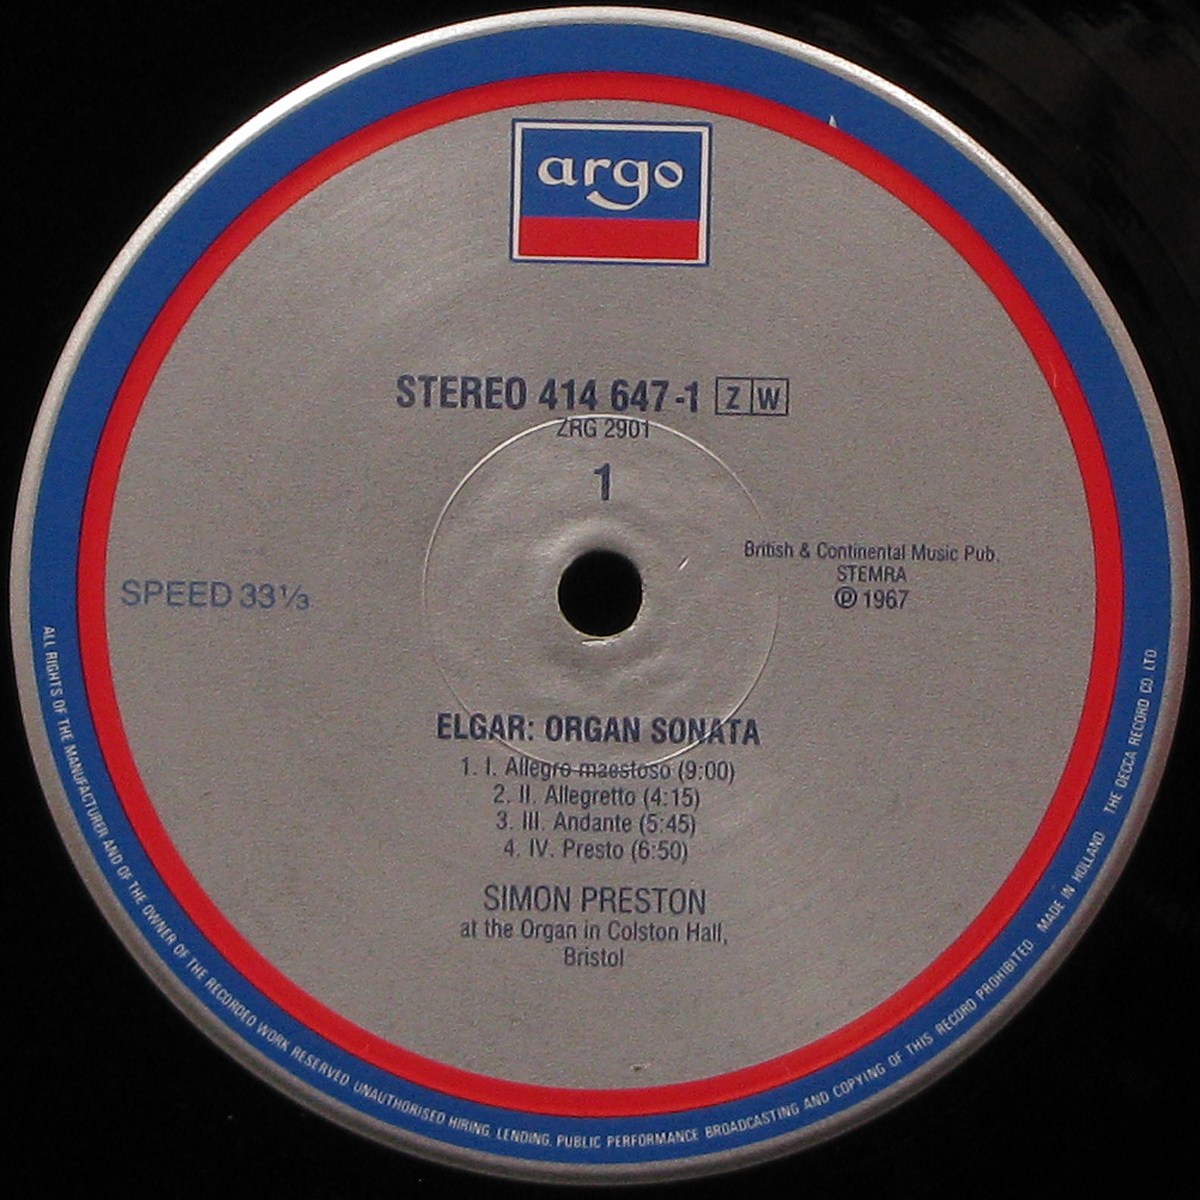 argo
STEREO 414 647-1 Z W
ZRG 2901
1
British & Continental Music Pub.
STEMRA
℗ 1967
SPEED 33⅓
ELGAR: ORGAN SONATA
1. I. Allegro maestoso (9:00)
2. II. Allegretto (4:15)
3. III. Andante (5:45)
4. IV. Presto (6:50)
SIMON PRESTON
at the Organ in Colston Hall,
Bristol
ALL RIGHTS OF THE MANUFACTURER AND OF THE OWNER OF THE RECORDED WORK RESERVED UNAUTHORISED HIRING, LENDING, PUBLIC PERFORMANCE BROADCASTING AND COPYING OF THIS RECORD PROHIBITED. MADE IN HOLLAND THE DECCA RECORD CO. LTD.